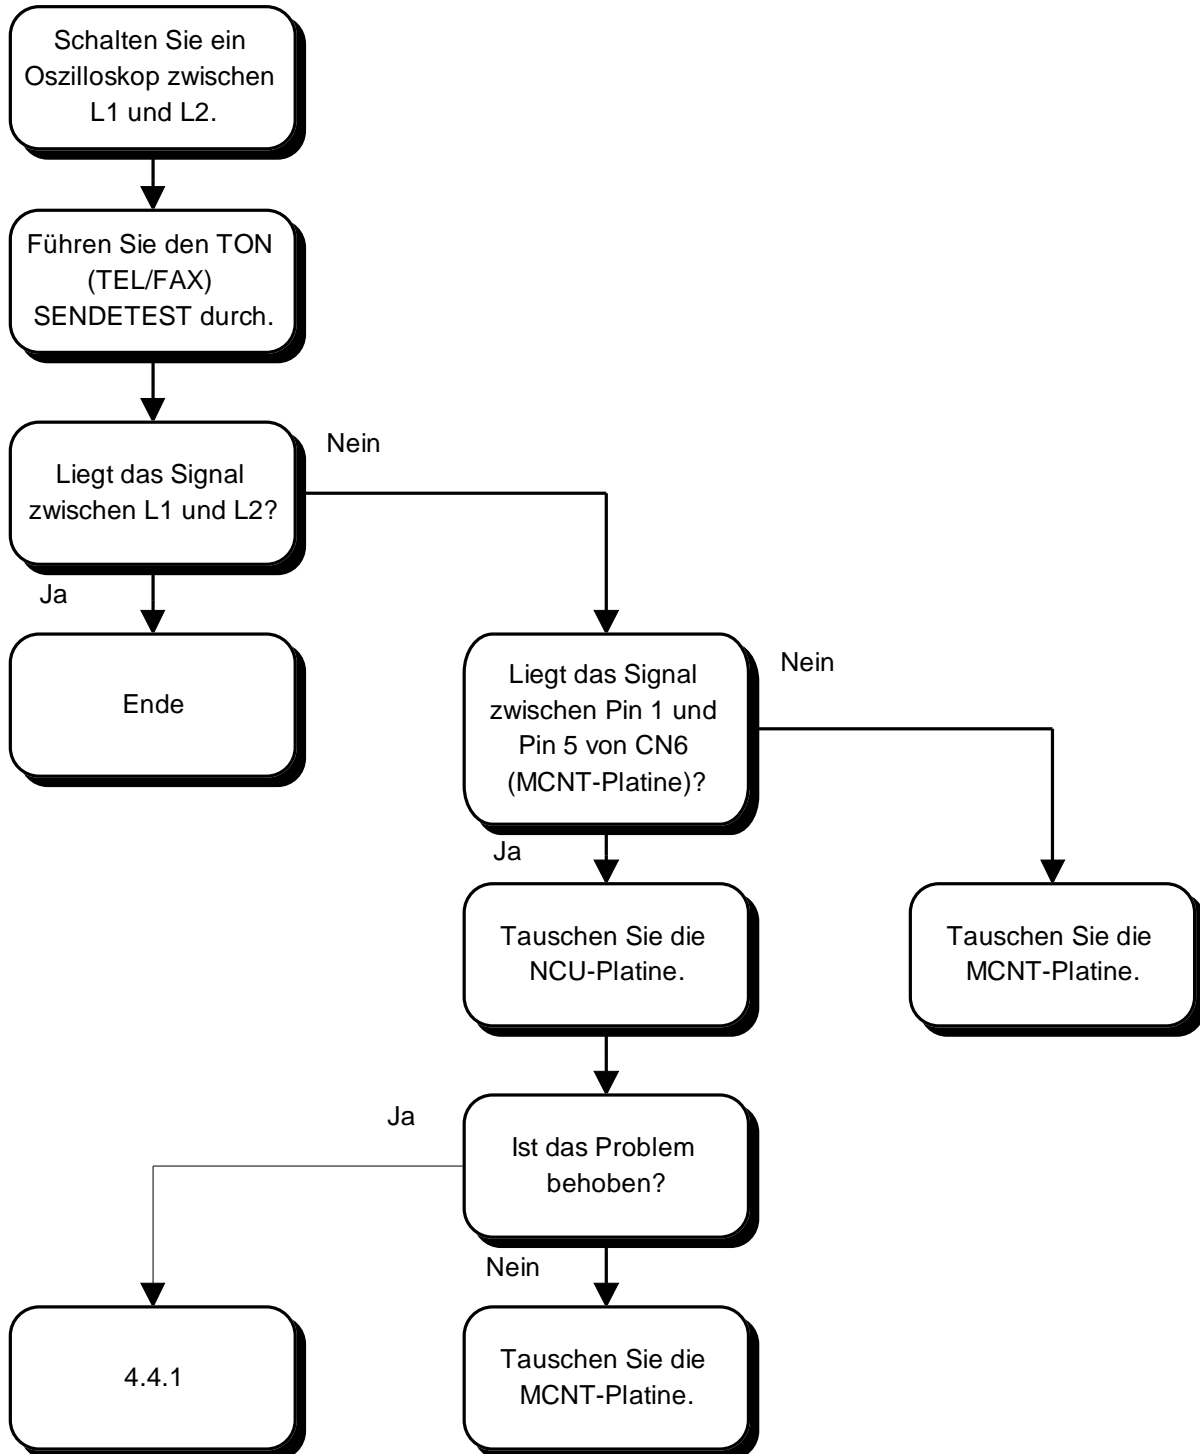 Schalten Sie ein
Oszilloskop zwischen
L1 und L2.
Führen Sie den TON
(TEL/FAX)
SENDETEST durch.
Liegt das Signal
zwischen L1 und L2?
Nein
Ja
Ende
Liegt das Signal
zwischen Pin 1 und
Pin 5 von CN6
(MCNT-Platine)?
Nein
Ja
Tauschen Sie die
NCU-Platine.
Tauschen Sie die
MCNT-Platine.
Ist das Problem
behoben?
Ja
Nein
4.4.1
Tauschen Sie die
MCNT-Platine.